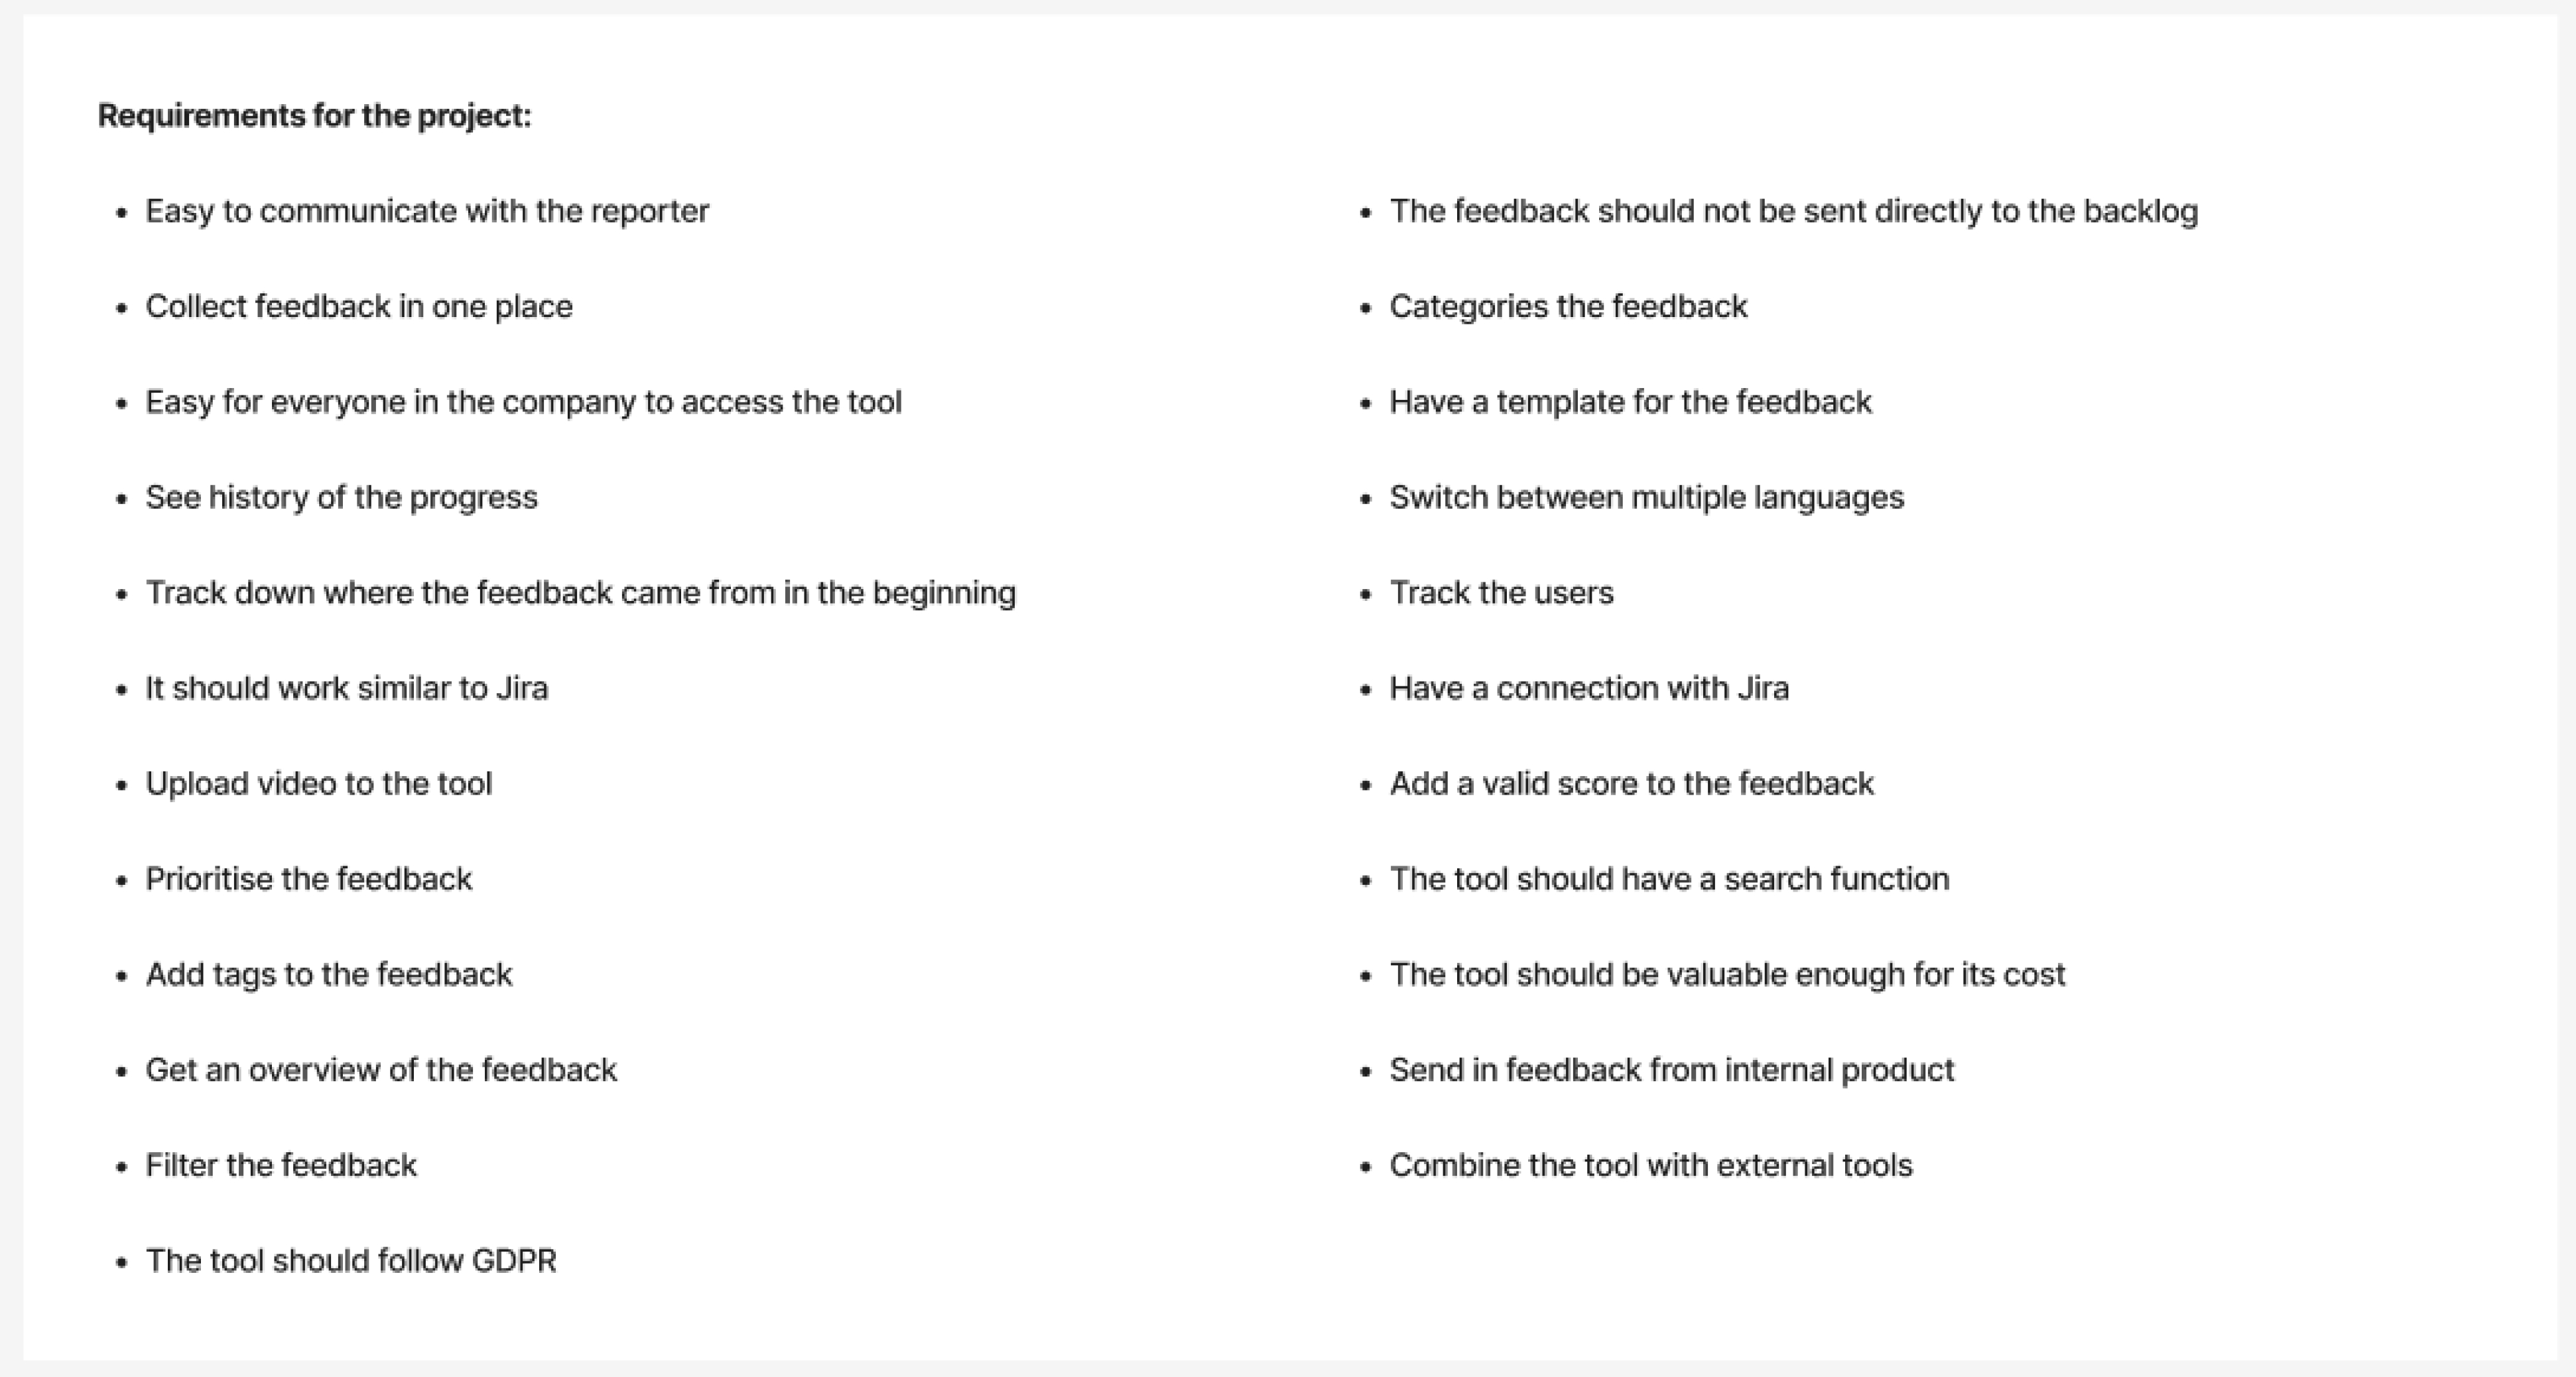 Requirements for the project:
• Easy to communicate with the reporter
• Collect feedback in one place
• Easy for everyone in the company to access the tool
• See history of the progress
• Track down where the feedback came from in the beginning
• It should work similar to Jira
• Upload video to the tool
• Prioritise the feedback
• Add tags to the feedback
• Get an overview of the feedback
• Filter the feedback
• The tool should follow GDPR
• The feedback should not be sent directly to the backlog
• Categories the feedback
• Have a template for the feedback
• Switch between multiple languages
• Track the users
• Have a connection with Jira
• Add a valid score to the feedback
• The tool should have a search function
• The tool should be valuable enough for its cost
• Send in feedback from internal product
• Combine the tool with external tools